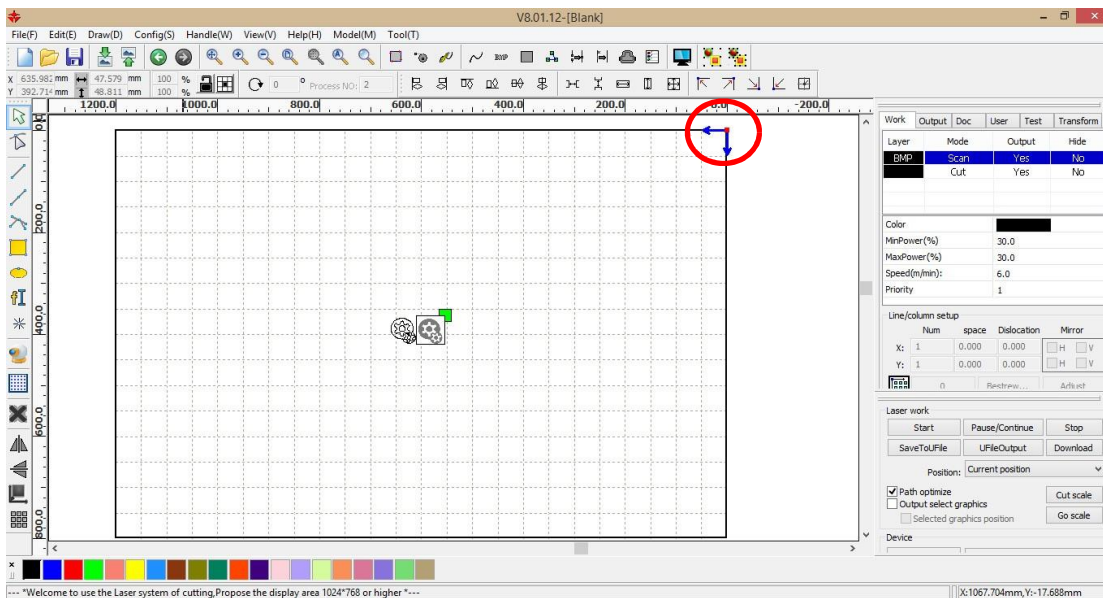 V8.01.12-[Blank]
File(F) Edit(E) Draw(D) Config(S) Handle(W) View(V) Help(H) Model(M) Tool(T)
BMP
X 635.982 mm 47.579 mm 100 %
Y 392.714 mm 48.811 mm 100 %
0 ° Process NO: 2
1200.0 1000.0 800.0 600.0 400.0 200.0 0.0 -200.0
0.0
200.0
400.0
600.0
800.0
Work Output Doc User Test Transform
Layer Mode Output Hide
BMP Scan Yes No
Cut Yes No
Color
MinPower(%) 30.0
MaxPower(%) 30.0
Speed(m/min): 6.0
Priority 1
Line/column setup
Num space Dislocation Mirror
X: 1 0.000 0.000 H V
Y: 1 0.000 0.000 H V
0 Bestrew... Adjust
Laser work
Start Pause/Continue Stop
SaveToUFile UFileOutput Download
Position: Current position
Path optimize
Output select graphics
Selected graphics position
Cut scale
Go scale
Device
--- *Welcome to use the Laser system of cutting,Propose the display area 1024*768 or higher *---
X:1067.704mm,Y:-17.688mm